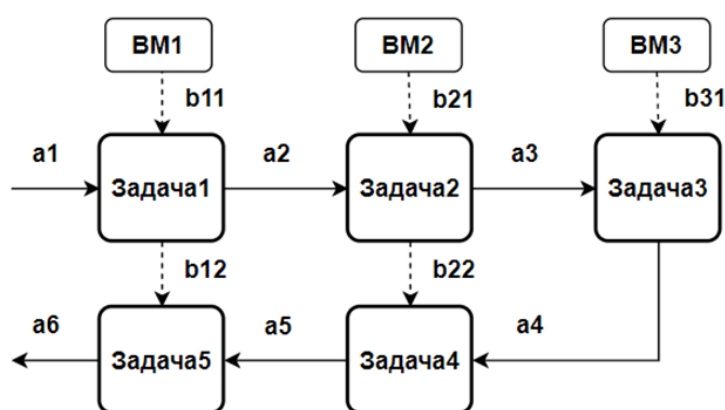 ВМ1
ВМ2
ВМ3
b11
b21
b31
a1
a2
a3
Задача1
Задача2
Задача3
b12
b22
a6
a5
a4
Задача5
Задача4